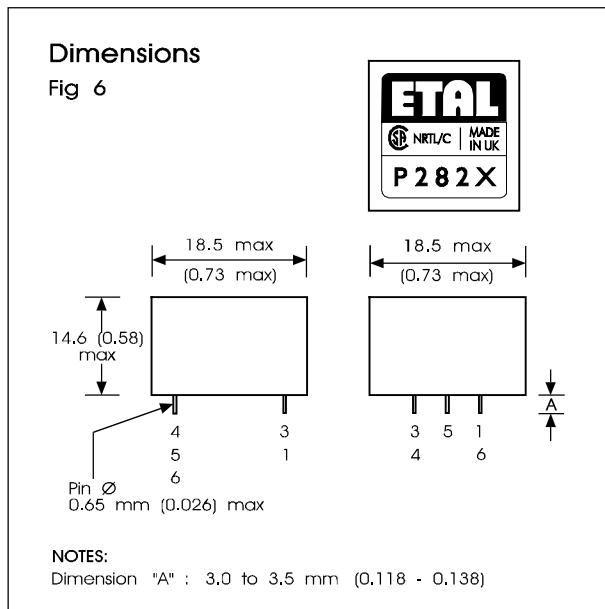 Dimensions
Fig 6
ETAL
SA NRTL/C
MADE
IN UK
P282X
18.5 max
(0.73 max)
18.5 max
(0.73 max)
14.6 (0.58)
max
A
4 3
5 1
6
3 5 1
4 6
Pin Ø
0.65 mm (0.026) max
NOTES:
Dimension "A" : 3.0 to 3.5 mm (0.118 - 0.138)